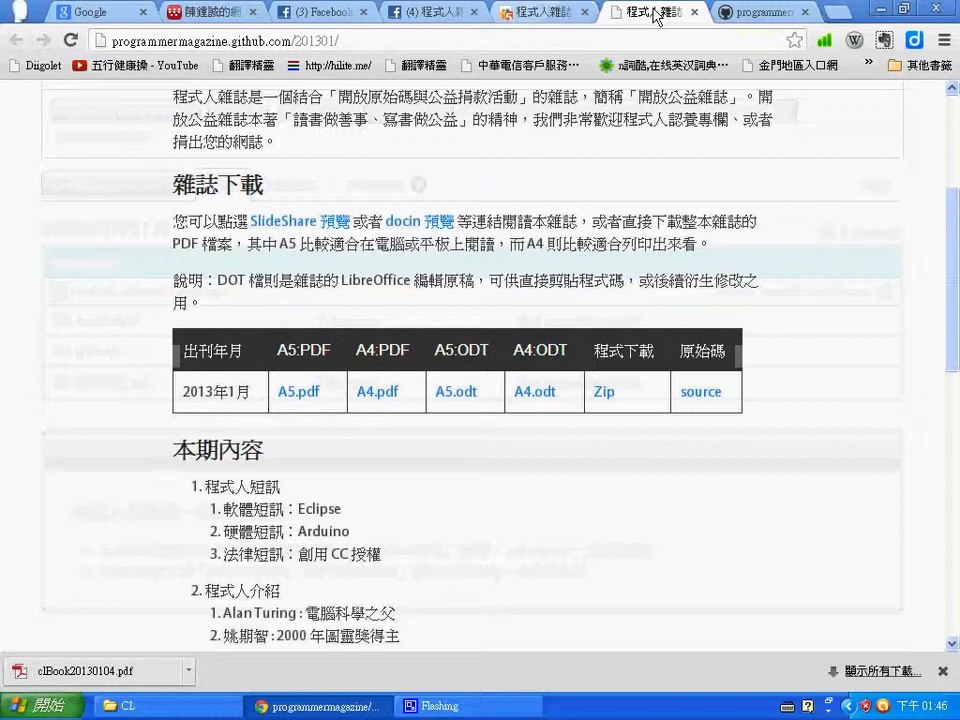 Google
陳鍾誠的網
(3) Facebook
(4) 程式人雜
程式人雜誌
程式人雜誌
programmer
programmermagazine.github.com/201301/
Diigolet
五行健康操 - YouTube
翻譯精靈
http://hilite.me/
翻譯精靈
中華電信客戶服務…
n詞酷,在线英汉詞典…
金門地區入口網
»
其他書籤
程式人雜誌是一個結合「開放原始碼與公益捐款活動」的雜誌，簡稱「開放公益雜誌」。開
放公益雜誌本著「讀書做善事、寫書做公益」的精神，我們非常歡迎程式人認養專欄、或者
捐出您的網誌。
雜誌下載
您可以點選 SlideShare 預覽 或者 docin 預覽 等連結閱讀本雜誌，或者直接下載整本雜誌的
PDF 檔案，其中 A5 比較適合在電腦或平板上閱讀，而 A4 則比較適合列印出來看。
說明：DOT 檔則是雜誌的 LibreOffice 編輯原稿，可供直接剪貼程式碼，或後續衍生修改之
用。
出刊年月 A5:PDF A4:PDF A5:ODT A4:ODT 程式下載 原始碼
2013年1月 A5.pdf A4.pdf A5.odt A4.odt Zip source
本期內容
1. 程式人短訊
1. 軟體短訊：Eclipse
2. 硬體短訊：Arduino
3. 法律短訊：創用 CC 授權
2. 程式人介紹
1. Alan Turing : 電腦科學之父
2. 姚期智 : 2000 年圖靈獎得主
clBook20130104.pdf
顯示所有下載...
開始
CL
programmermagazine/...
Flashing
下午 01:46